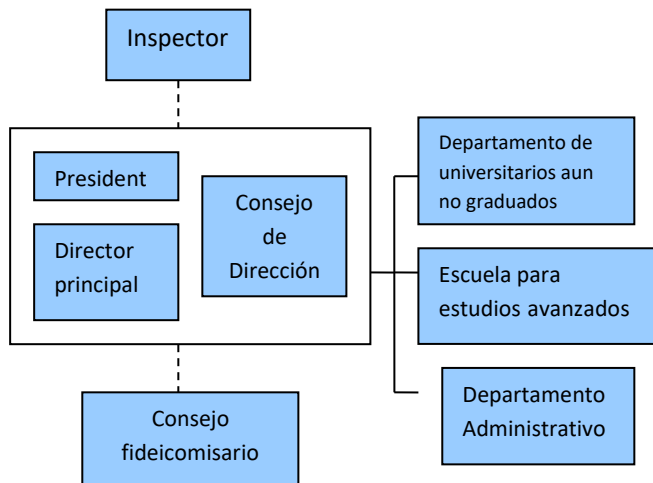 Inspector
President
Director
principal
Consejo
de
Dirección
Consejo
fideicomisario
Departamento de
universitarios aun
no graduados
Escuela para
estudios avanzados
Departamento
Administrativo